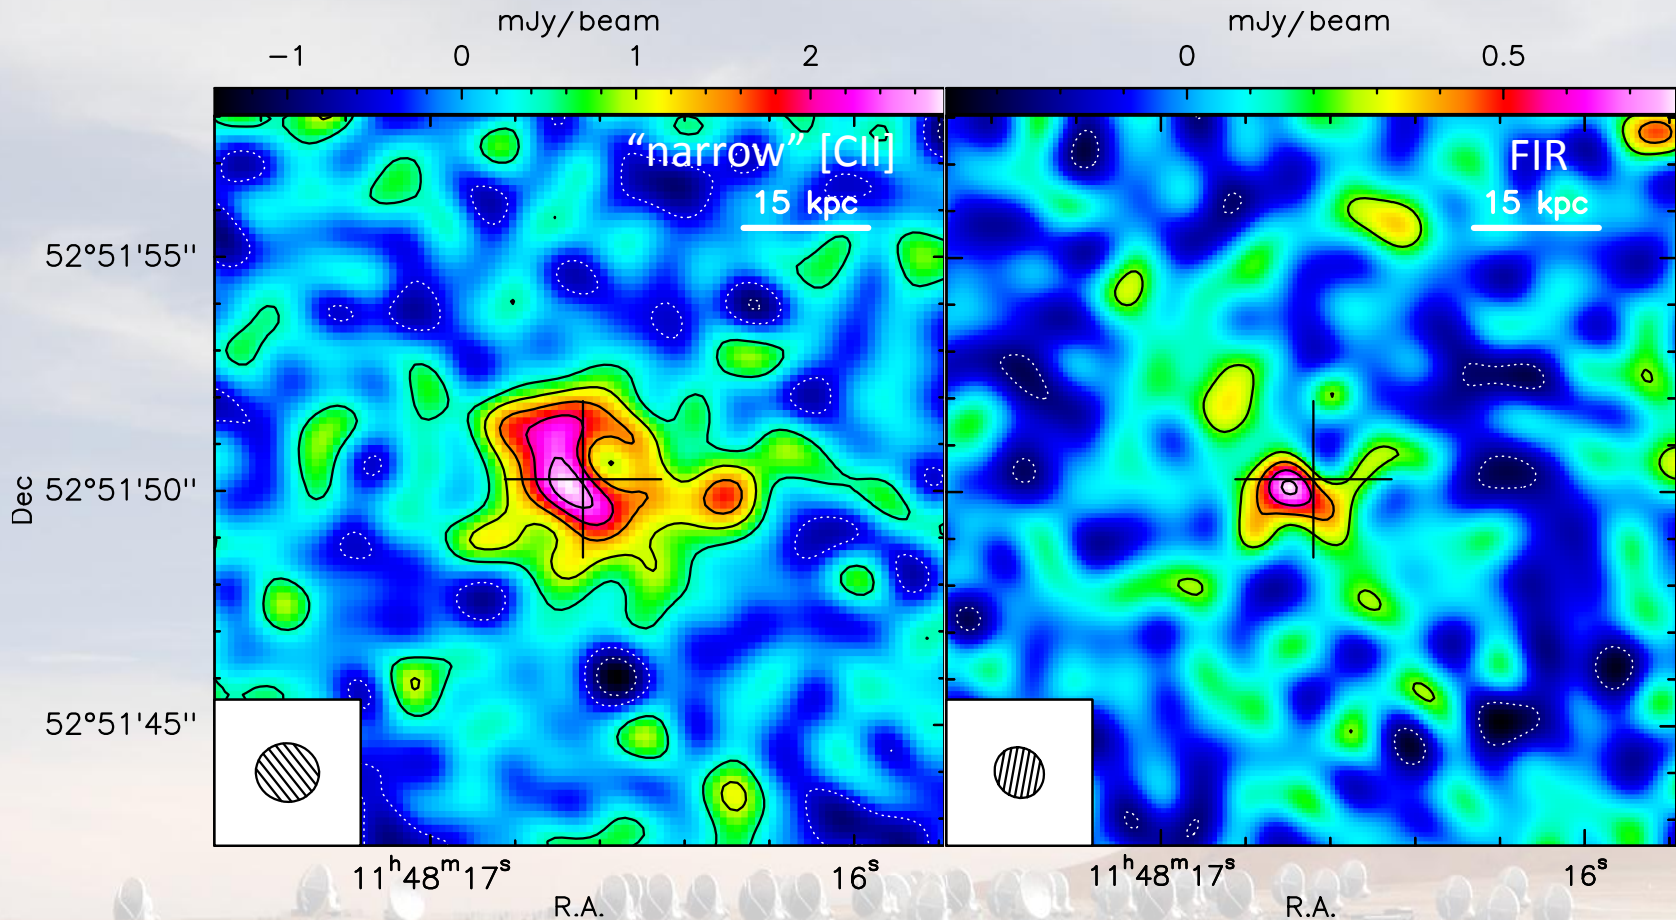 mJy/beam
−1 0 1 2
mJy/beam
0 0.5
"narrow" [CII]
15 kpc
FIR
15 kpc
Dec
52°51'55''
52°51'50''
52°51'45''
11ʰ48ᵐ17ˢ 16ˢ
R.A.
11ʰ48ᵐ17ˢ 16ˢ
R.A.